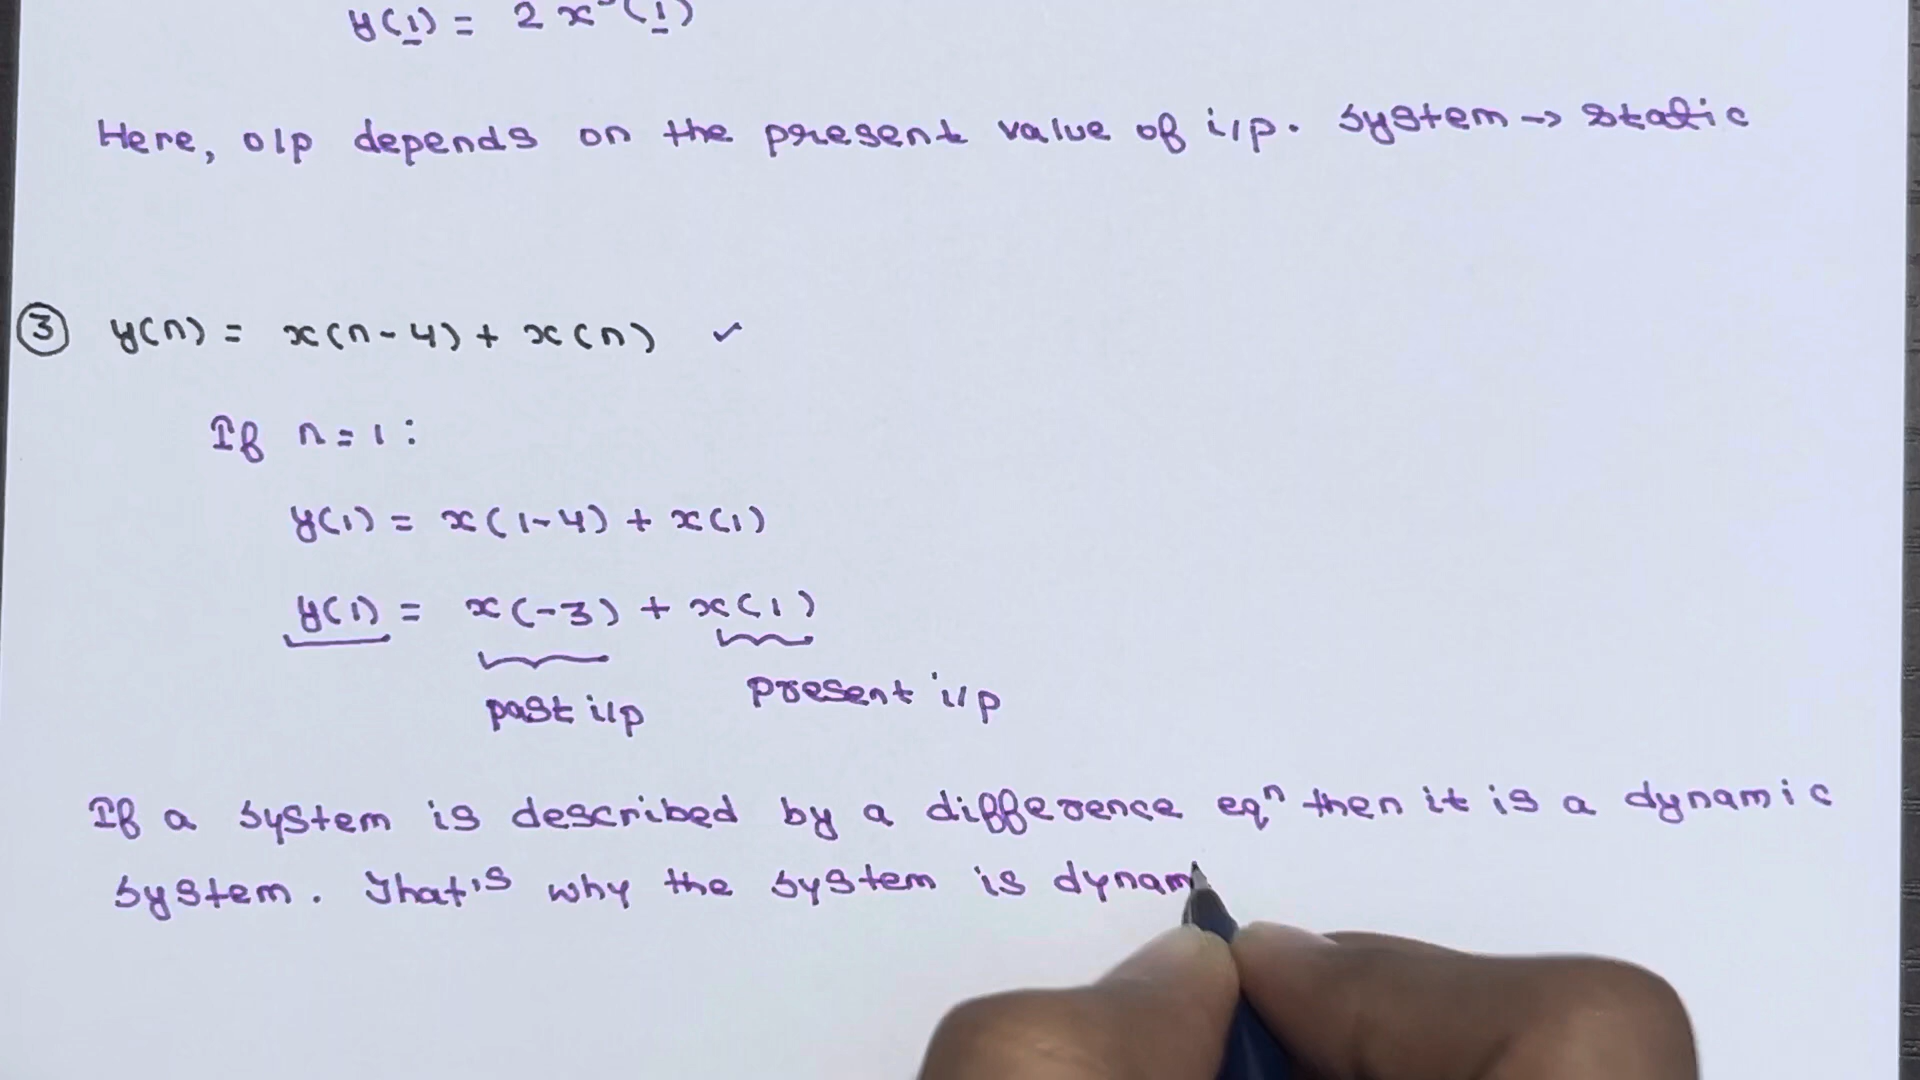 y(1) = 2 x (1)
Here, o/p depends on the present value of i/p. System → static
③ y(n) = x(n-4) + x(n) ✓
If n=1:
y(1) = x(1-4) + x(1)
y(1) = x(-3) + x(1)
past i/p present i/p
If a system is described by a difference eqⁿ then it is a dynamic
system. That's why the system is dynam